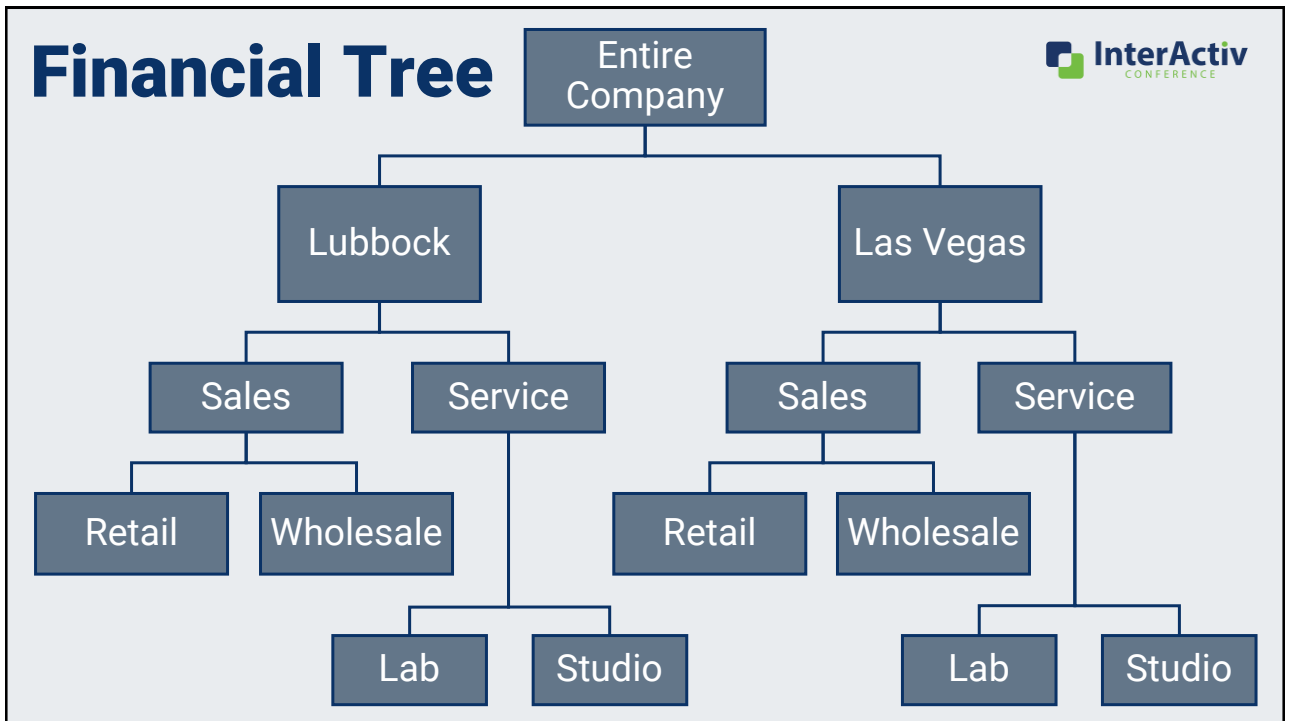 Financial Tree
Entire
Company
InterActiv
CONFERENCE
Lubbock
Las Vegas
Sales
Service
Sales
Service
Retail
Wholesale
Retail
Wholesale
Lab
Studio
Lab
Studio